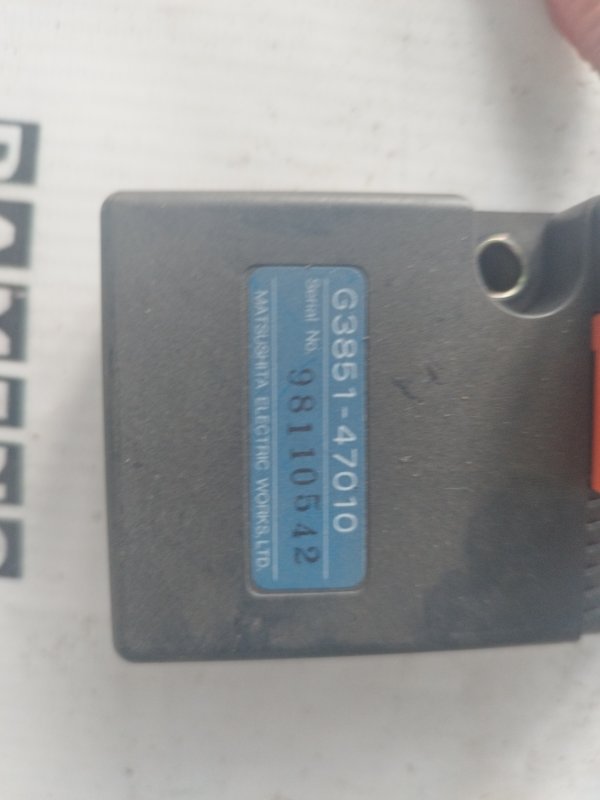 G3851-47010
Serial No. 98110542
MATSUSHITA ELECTRIC WORKS, LTD.